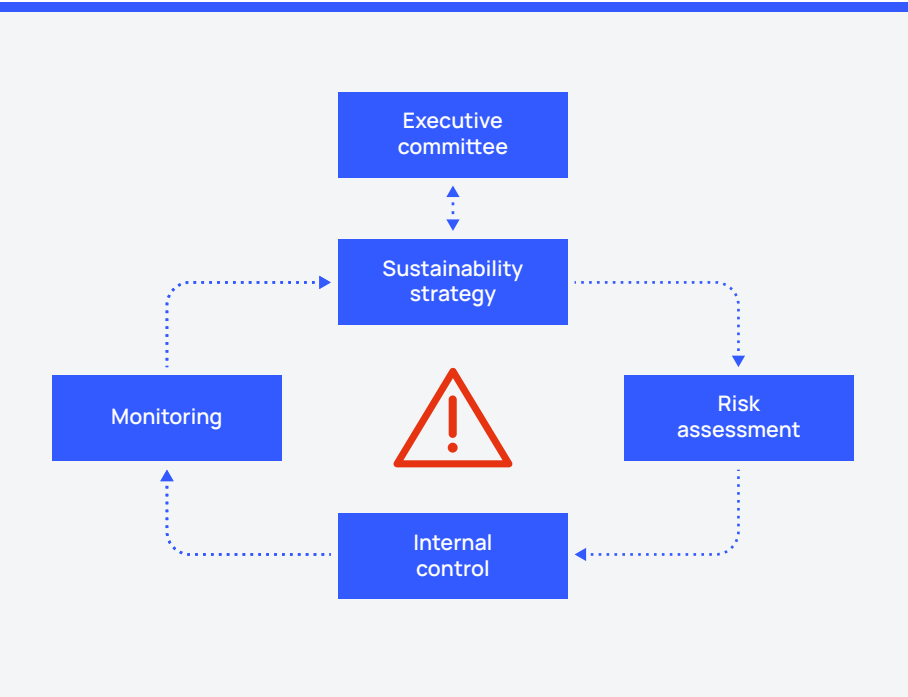 Executive
committee
Sustainability
strategy
Monitoring
Risk
assessment
Internal
control